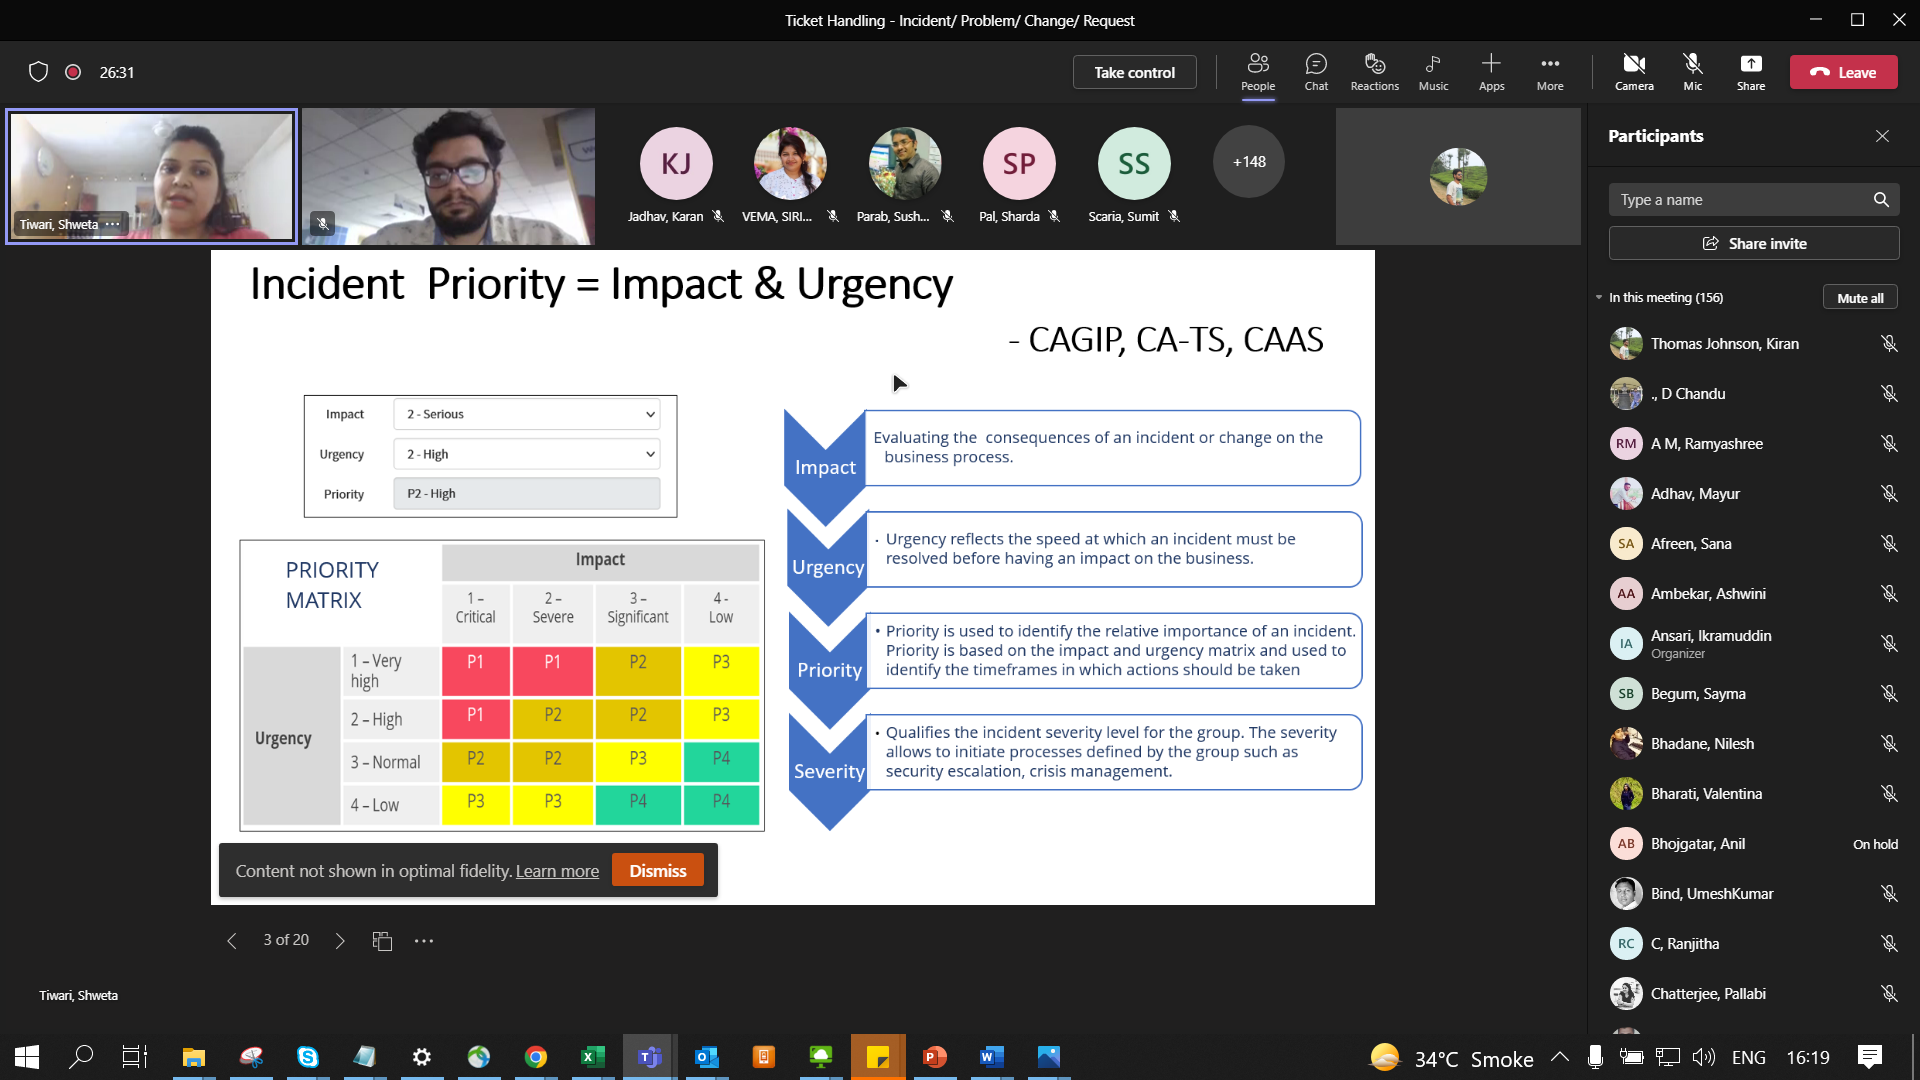 Ticket Handling - Incident/ Problem/ Change/ Request
26:31
Take control
People
Chat
Reactions
Music
Apps
More
Camera
Mic
Share
Leave
Tiwari, Shweta
KJ
SP
SS
+148
Jadhav, Karan
VEMA, SIRI...
Parab, Sush...
Pal, Sharda
Scaria, Sumit
Incident Priority = Impact & Urgency
- CAGIP, CA-TS, CAAS
Impact
2 - Serious
Urgency
2 - High
Priority
P2 - High
PRIORITY
MATRIX
Impact
1 –
Critical
2 –
Severe
3 –
Significant
4 -
Low
Urgency
1 – Very
high
P1
P1
P2
P3
2 – High
P1
P2
P2
P3
3 – Normal
P2
P2
P3
P4
4 – Low
P3
P3
P4
P4
Impact
Evaluating the consequences of an incident or change on the
business process.
Urgency
· Urgency reflects the speed at which an incident must be
resolved before having an impact on the business.
Priority
• Priority is used to identify the relative importance of an incident.
Priority is based on the impact and urgency matrix and used to
identify the timeframes in which actions should be taken
Severity
• Qualifies the incident severity level for the group. The severity
allows to initiate processes defined by the group such as
security escalation, crisis management.
Content not shown in optimal fidelity. Learn more
Dismiss
3 of 20
Tiwari, Shweta
Participants
Type a name
Share invite
In this meeting (156)
Mute all
Thomas Johnson, Kiran
., D Chandu
RM
A M, Ramyashree
Adhav, Mayur
SA
Afreen, Sana
AA
Ambekar, Ashwini
IA
Ansari, Ikramuddin
Organizer
SB
Begum, Sayma
Bhadane, Nilesh
Bharati, Valentina
AB
Bhojgatar, Anil
On hold
Bind, UmeshKumar
RC
C, Ranjitha
Chatterjee, Pallabi
34°C Smoke
ENG
16:19